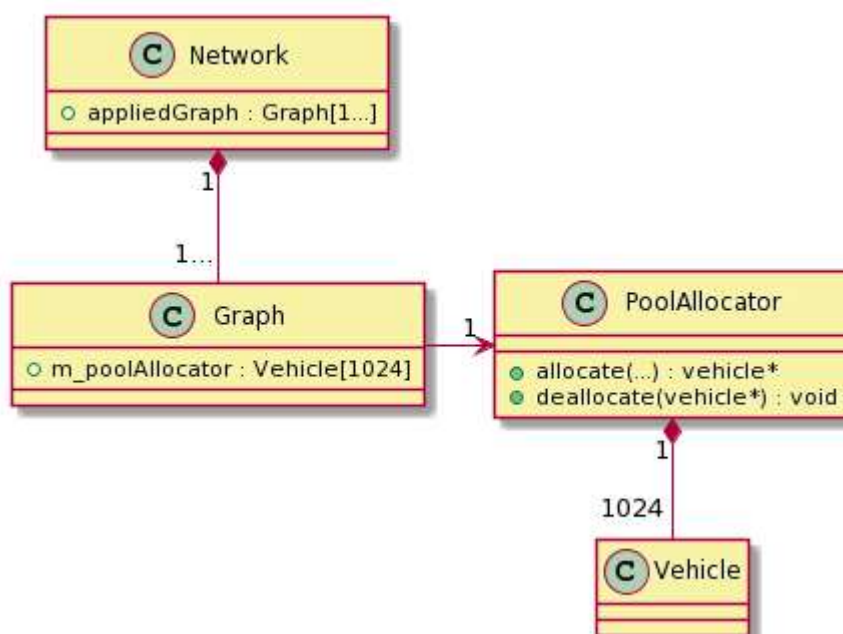 C Network
appliedGraph : Graph[1...]
1
1...
C Graph
m_poolAllocator : Vehicle[1024]
1
C PoolAllocator
allocate(...) : vehicle*
deallocate(vehicle*) : void
1
1024
C Vehicle